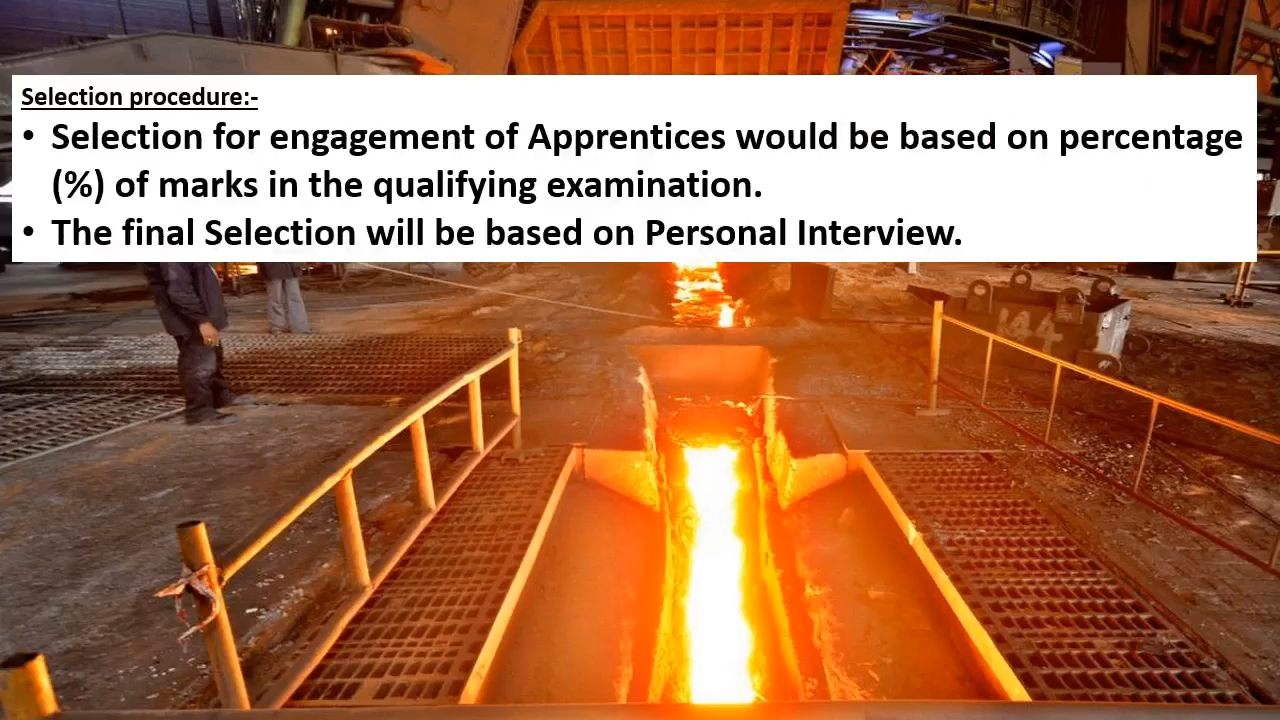 Selection procedure:-
• Selection for engagement of Apprentices would be based on percentage
(%) of marks in the qualifying examination.
• The final Selection will be based on Personal Interview.
144